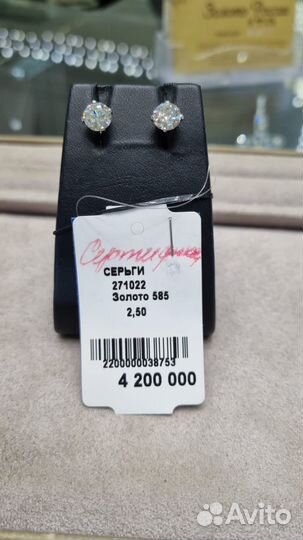 Сертификат
СЕРЬГИ
271022
Золото 585
2,50
2200000038753
4 200 000
Avito